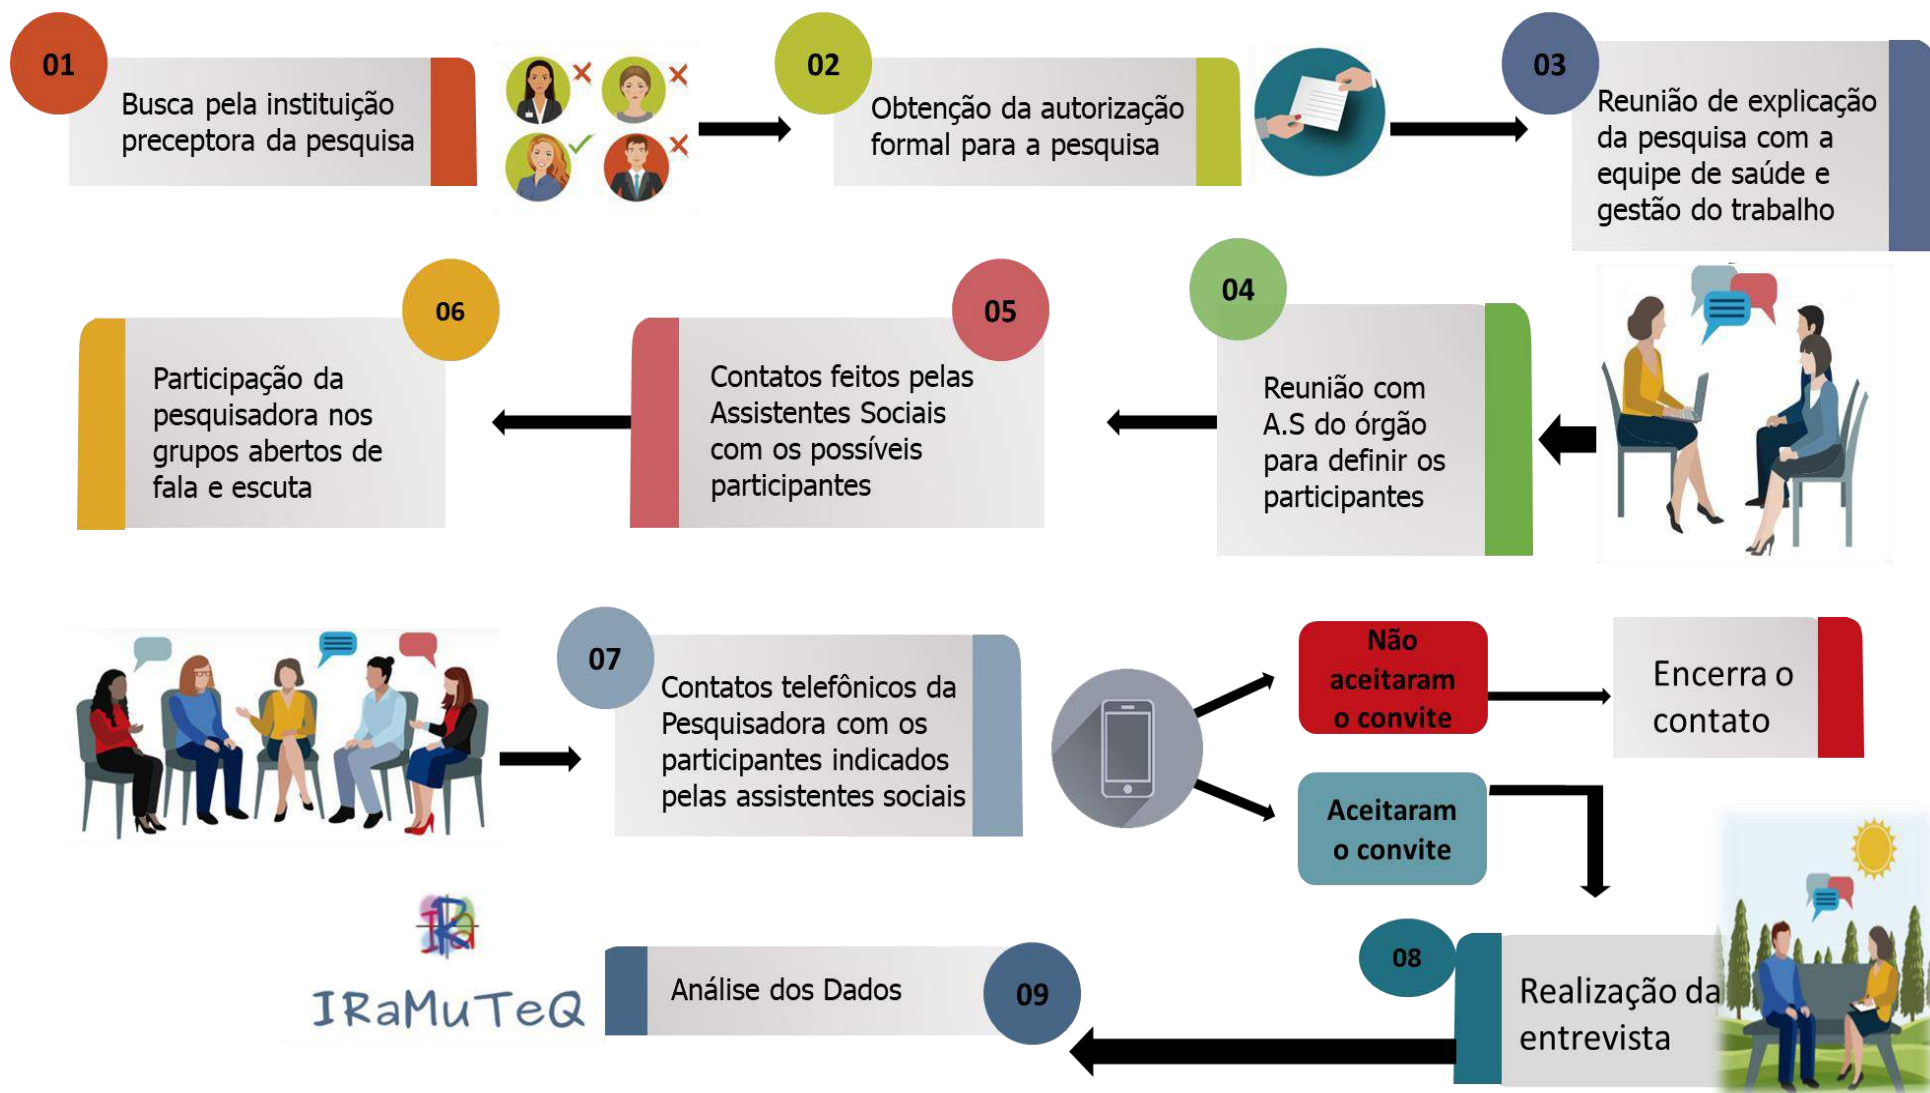 01
Busca pela instituição
preceptora da pesquisa
02
Obtenção da autorização
formal para a pesquisa
03
Reunião de explicação
da pesquisa com a
equipe de saúde e
gestão do trabalho
04
Reunião com
A.S do órgão
para definir os
participantes
05
Contatos feitos pelas
Assistentes Sociais
com os possíveis
participantes
06
Participação da
pesquisadora nos
grupos abertos de
fala e escuta
07
Contatos telefônicos da
Pesquisadora com os
participantes indicados
pelas assistentes sociais
Não
aceitaram
o convite
Encerra o
contato
Aceitaram
o convite
08
Realização da
entrevista
09
Análise dos Dados
IRa
IRaMuTeQ